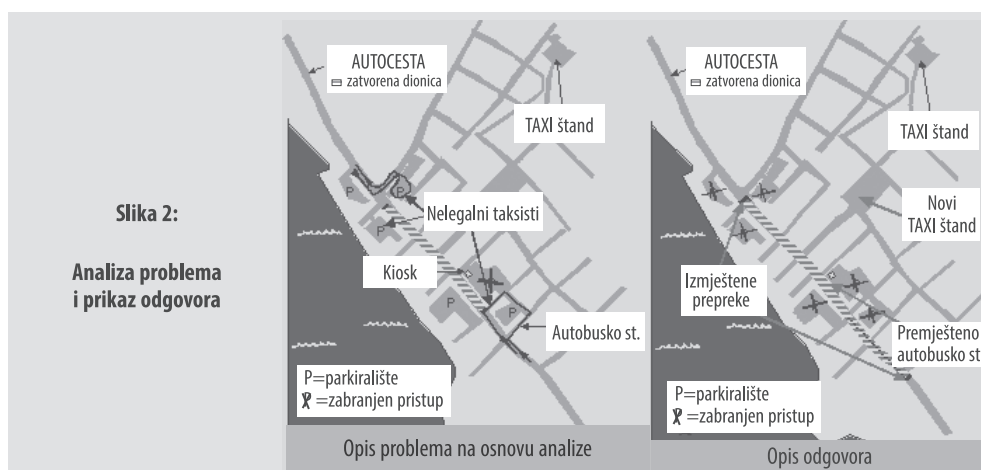 Slika 2:
Analiza problema
i prikaz odgovora
AUTOCESTA
zatvorena dionica
TAXI štand
P
P
Nelegalni taksisti
P
Kiosk
P
P
Autobusko st.
P=parkiralište
=zabranjen pristup
Opis problema na osnovu analize
AUTOCESTA
zatvorena dionica
TAXI štand
Novi
TAXI štand
Izmještene
prepreke
Premješteno
autobusko st
P=parkiralište
=zabranjen pristup
Opis odgovora